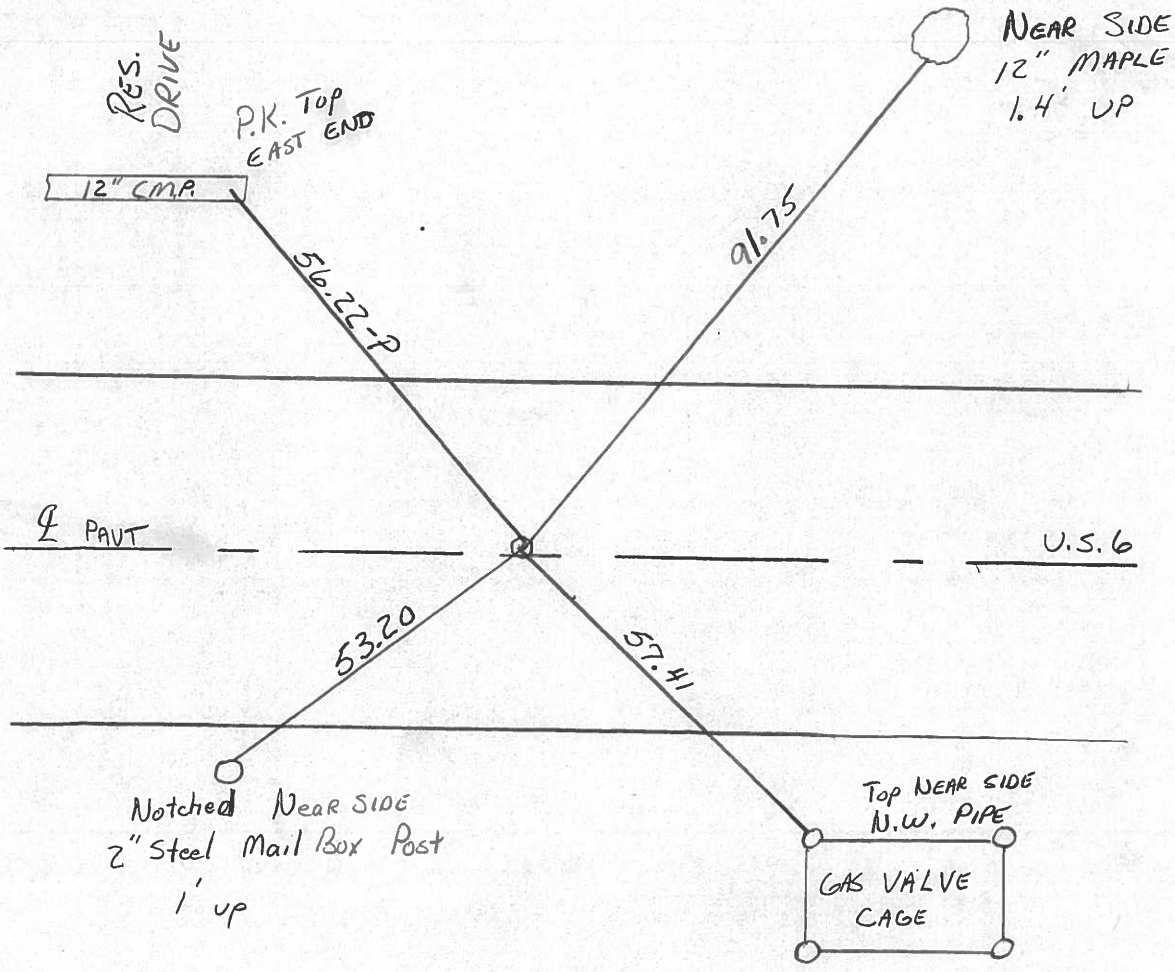 RES.
DRIVE
P.K. TOP
EAST END
12" C.M.P.
NEAR SIDE
12" MAPLE
1.4' UP
56.22-P
91.75
℄ PAVT
U.S. 6
53.20
57.41
Notched Near SIDE
2" Steel Mail Box Post
1' up
Top NEAR SIDE
N.W. PIPE
GAS VALVE
CAGE